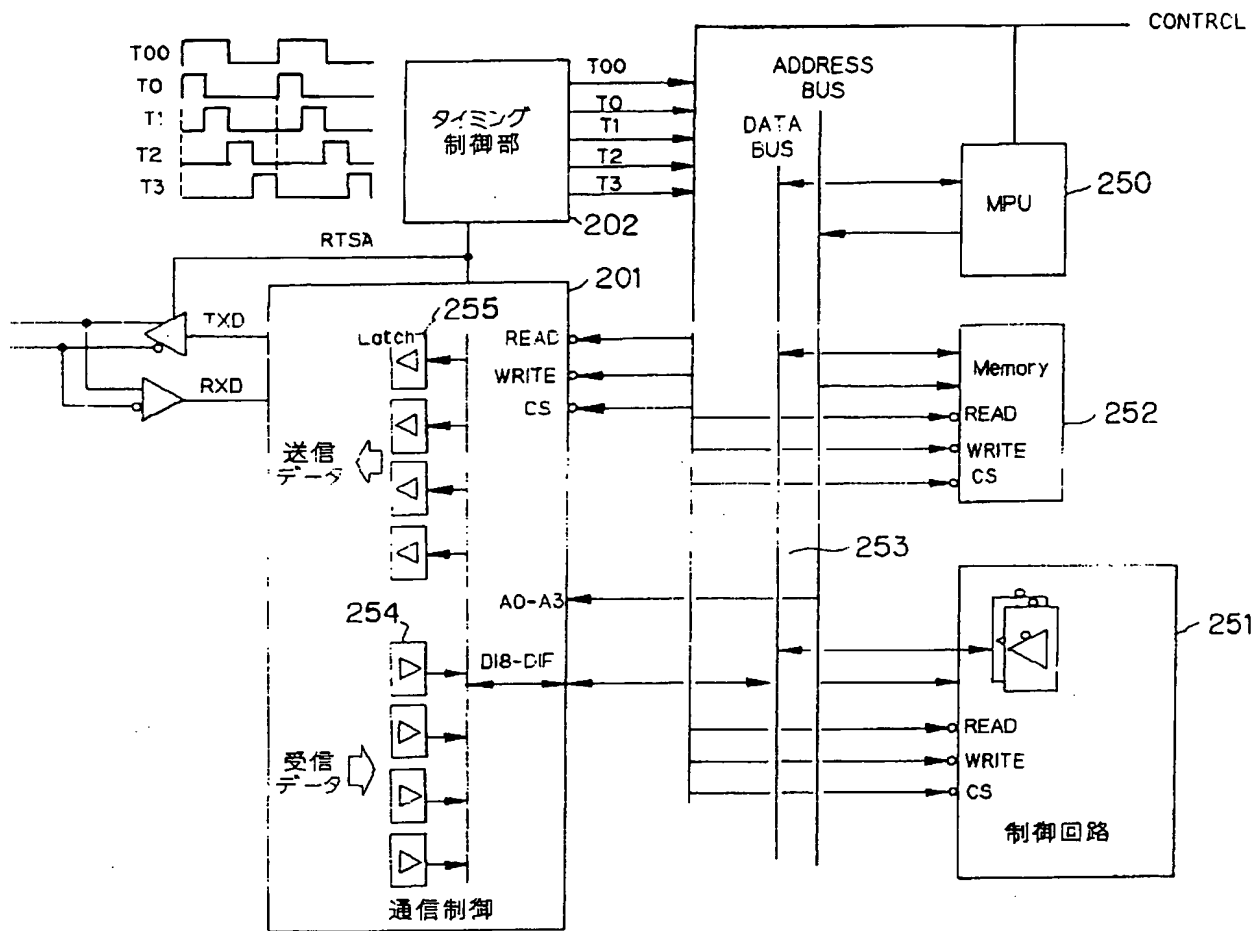 T00
T0
T1
T2
T3
タイミング
制御部
T00
T0
T1
T2
T3
202
CONTRCL
ADDRESS
BUS
DATA
BUS
MPU
250
RTSA
TXD
RXD
201
255
Latch
READ
WRITE
CS
送信
データ
A0-A3
254
DI8-DIF
受信
データ
通信制御
Memory
READ
WRITE
CS
252
253
251
READ
WRITE
CS
制御回路